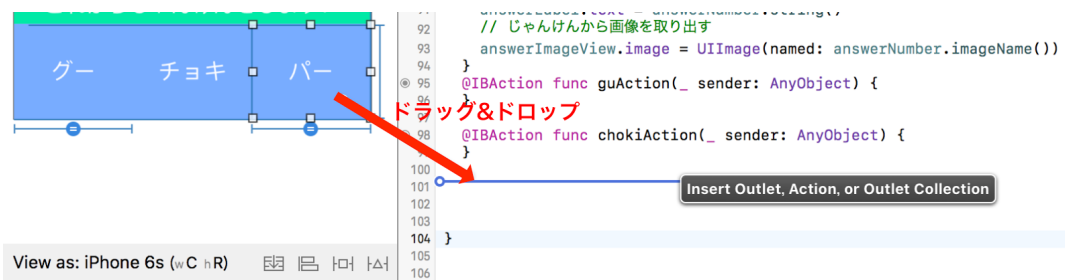 グー
チョキ
パー
ドラッグ&ドロップ
View as: iPhone 6s (wC hR)
92 // じゃんけんから画像を取り出す
93 answerImageView.image = UIImage(named: answerNumber.imageName())
94 }
95 @IBAction func guAction(_ sender: AnyObject) {
96 }
98 @IBAction func chokiAction(_ sender: AnyObject) {
}
100
101
Insert Outlet, Action, or Outlet Collection
102
103
104 }
105
106